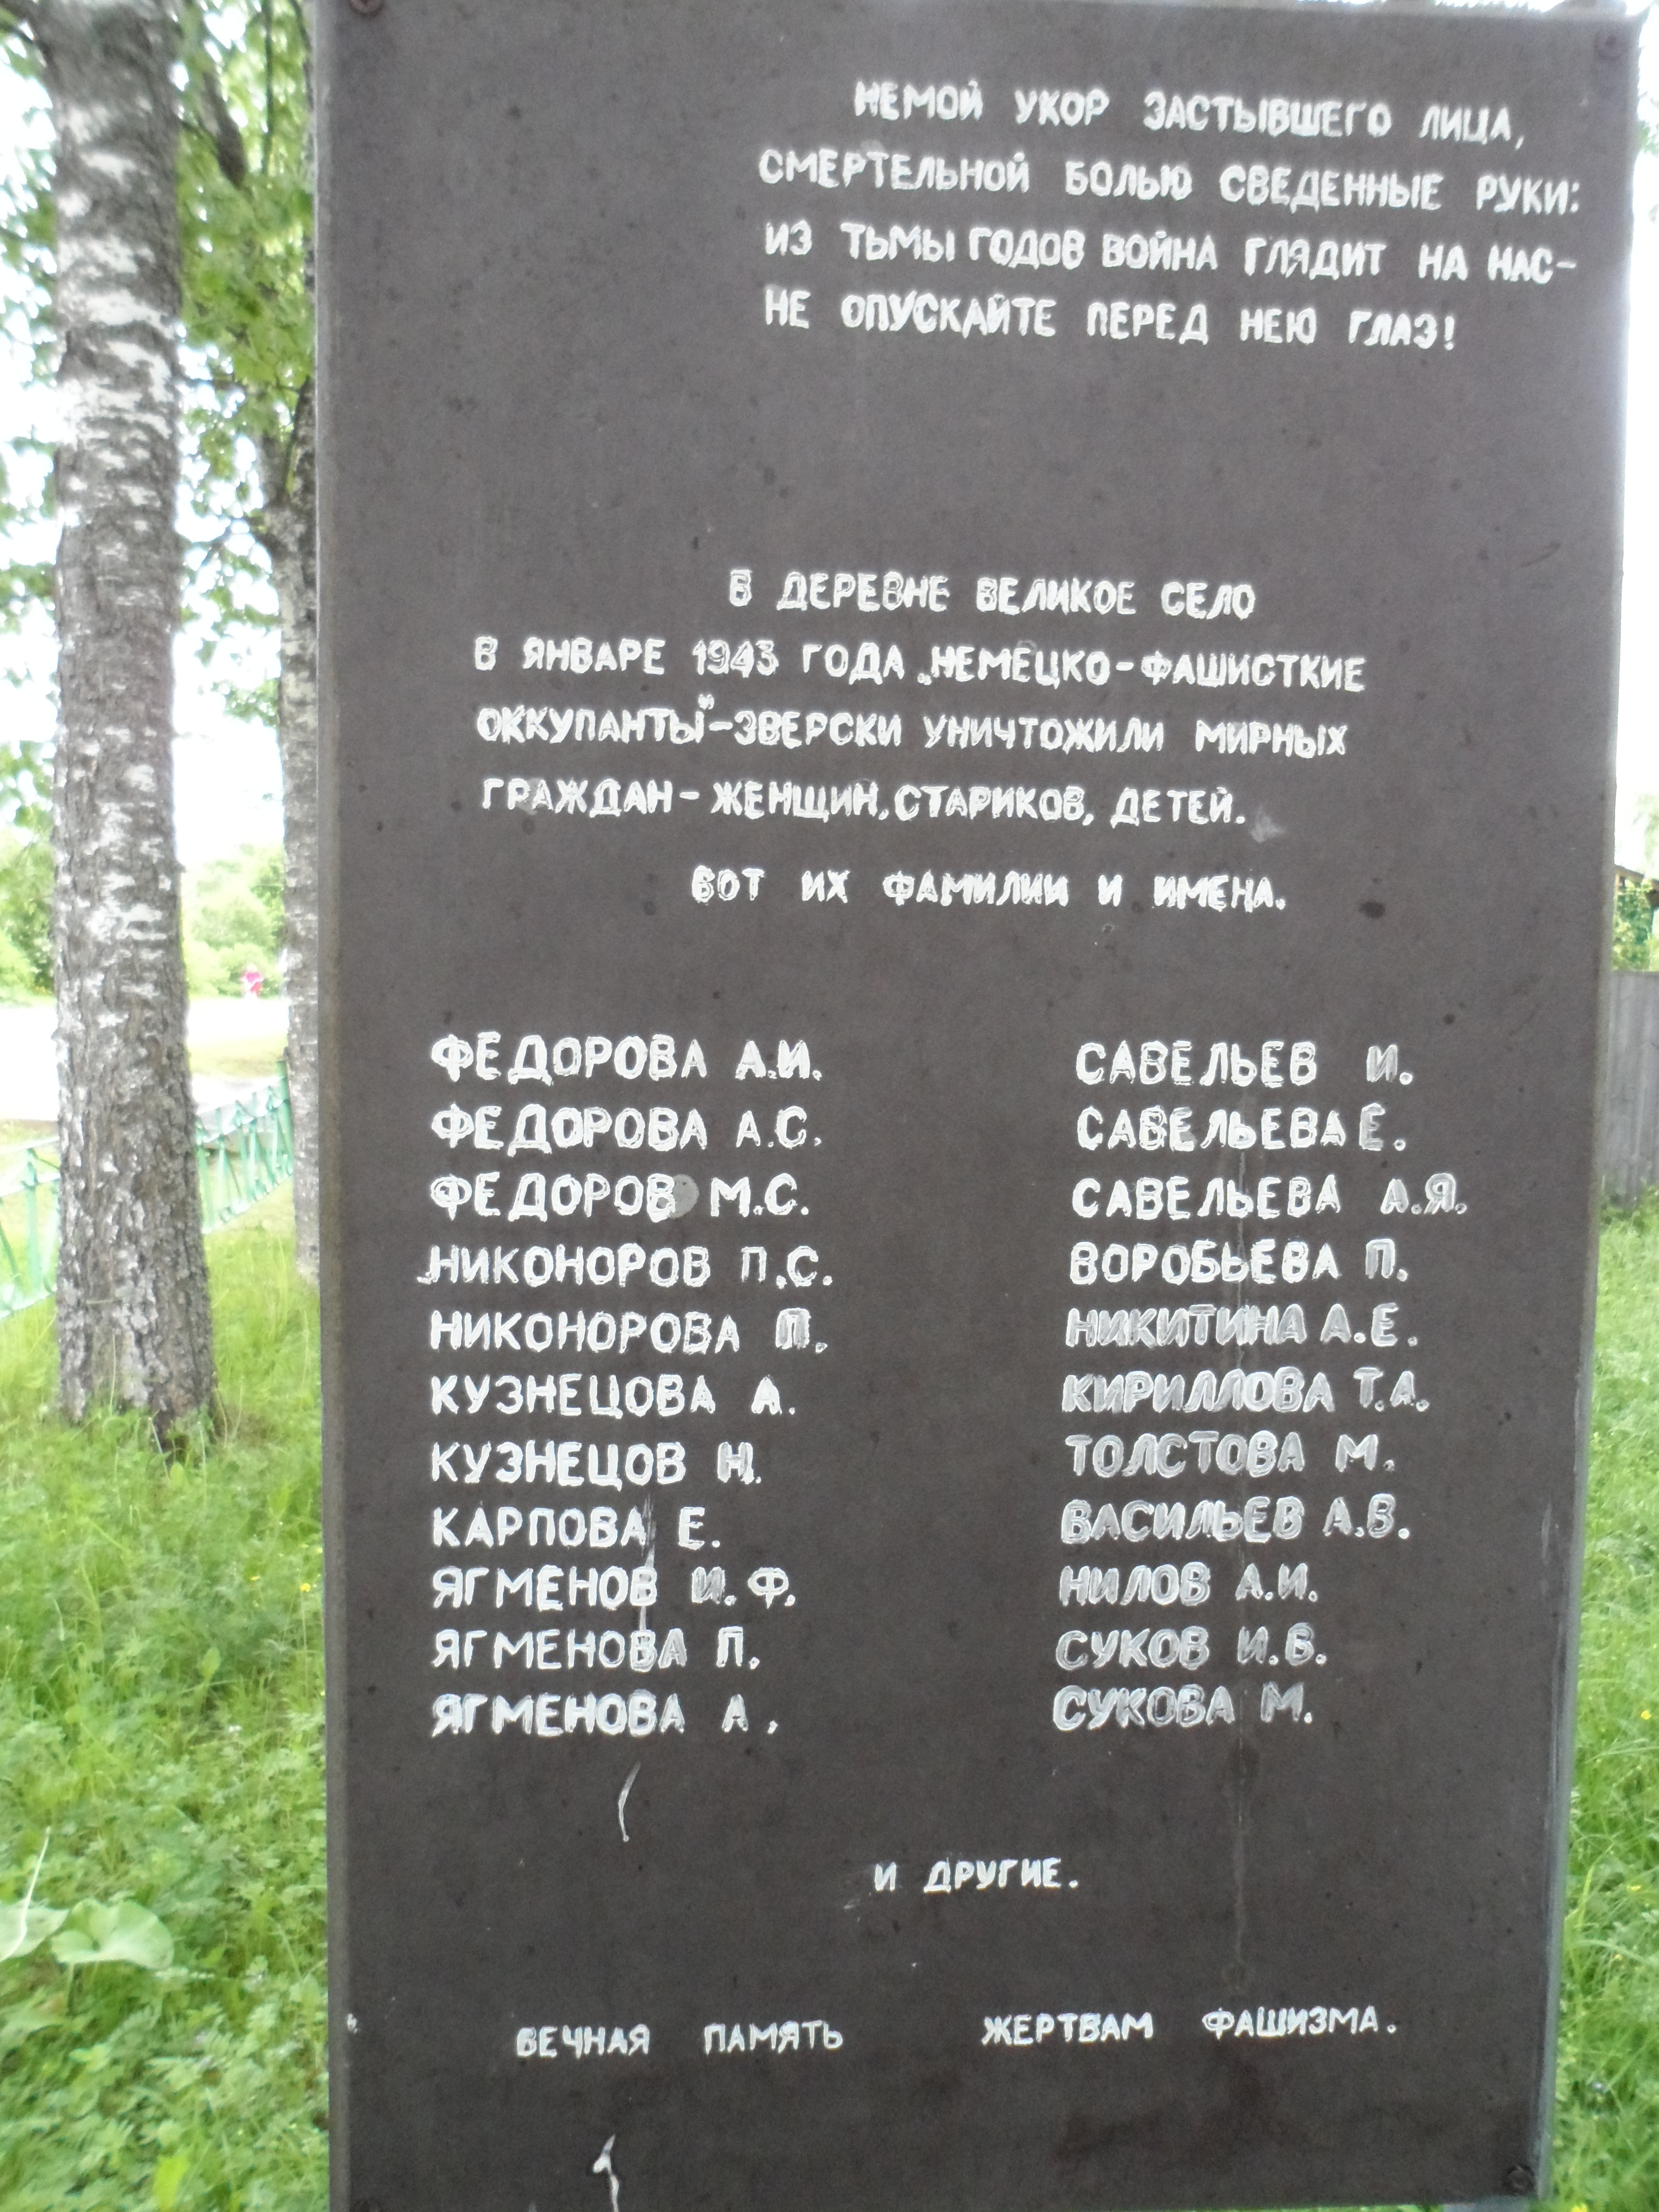 НЕМОЙ УКОР ЗАСТЫВШЕГО ЛИЦА,
СМЕРТЕЛЬНОЙ БОЛЬЮ СВЕДЕННЫЕ РУКИ:
ИЗ ТЬМЫ ГОДОВ ВОЙНА ГЛЯДИТ НА НАС-
НЕ ОПУСКАЙТЕ ПЕРЕД НЕЮ ГЛАЗ!
В ДЕРЕВНЕ ВЕЛИКОЕ СЕЛО
В ЯНВАРЕ 1943 ГОДА „НЕМЕЦКО-ФАШИСТКИЕ
ОККУПАНТЫ"-ЗВЕРСКИ УНИЧТОЖИЛИ МИРНЫХ
ГРАЖДАН- ЖЕНЩИН, СТАРИКОВ, ДЕТЕЙ.
ВОТ ИХ ФАМИЛИИ И ИМЕНА.
ФЕДОРОВА А.И.
ФЕДОРОВА А.С.
ФЕДОРОВ М.С.
НИКОНОРОВ П.С.
НИКОНОРОВА П.
КУЗНЕЦОВА А.
КУЗНЕЦОВ Н.
КАРПОВА Е.
ЯГМЕНОВ И.Ф.
ЯГМЕНОВА П.
ЯГМЕНОВА А.
САВЕЛЬЕВ И.
САВЕЛЬЕВА Е.
САВЕЛЬЕВА А.Я.
ВОРОБЬЕВА П.
НИКИТИНА А.Е.
КИРИЛЛОВА Т.А.
ТОЛСТОВА М.
ВАСИЛЬЕВ А.В.
НИЛОВ А.И.
СУКОВ И.В.
СУКОВА М.
И ДРУГИЕ.
ВЕЧНАЯ ПАМЯТЬ ЖЕРТВАМ ФАШИЗМА.